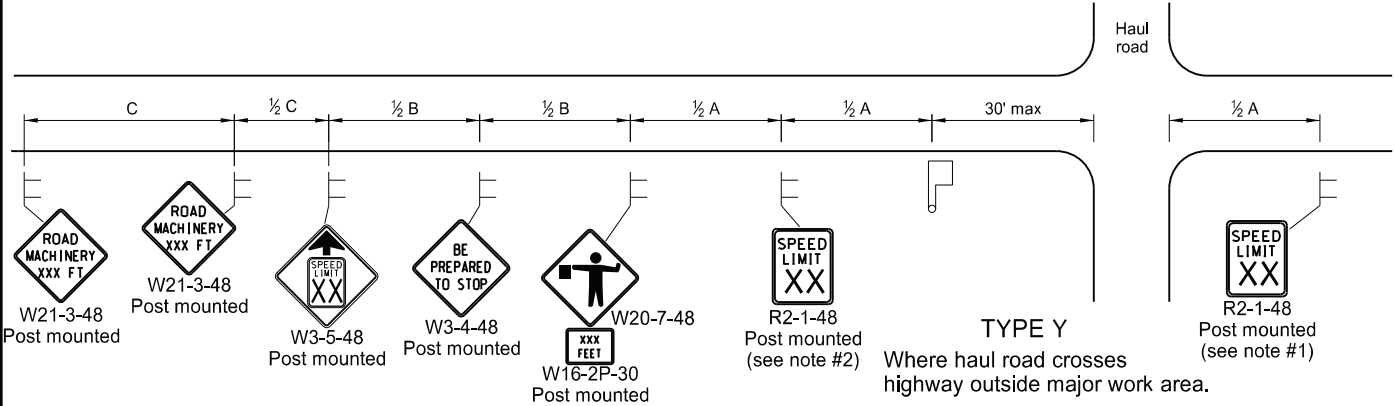 Haul
road
C
½ C
½ B
½ B
½ A
½ A
30' max
½ A
ROAD
MACHINERY
XXX FT
W21-3-48
Post mounted
ROAD
MACHINERY
XXX FT
W21-3-48
Post mounted
SPEED
LIMIT
XX
W3-5-48
Post mounted
BE
PREPARED
TO STOP
W3-4-48
Post mounted
W20-7-48
XXX
FEET
W16-2P-30
Post mounted
SPEED
LIMIT
XX
R2-1-48
Post mounted
(see note #2)
TYPE Y
Where haul road crosses
highway outside major work area.
SPEED
LIMIT
XX
R2-1-48
Post mounted
(see note #1)